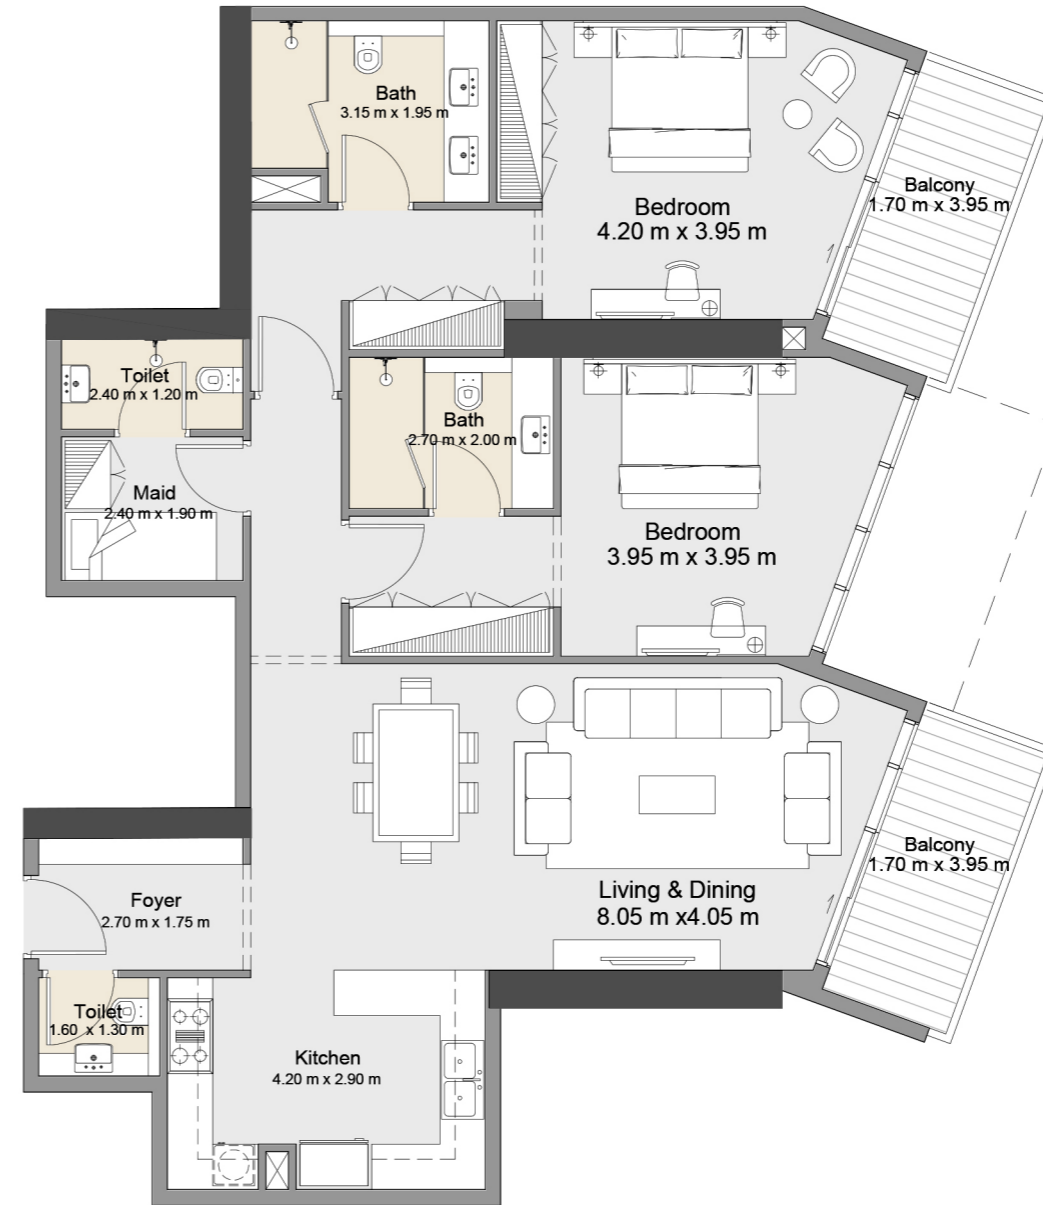 Bath
3.15 m x 1.95 m
Bedroom
4.20 m x 3.95 m
Balcony
1.70 m x 3.95 m
Toilet
2.40 m x 1.20 m
Bath
2.70 m x 2.00 m
Maid
2.40 m x 1.90 m
Bedroom
3.95 m x 3.95 m
Living & Dining
8.05 m x4.05 m
Balcony
1.70 m x 3.95 m
Foyer
2.70 m x 1.75 m
Toilet
1.60 x 1.30 m
Kitchen
4.20 m x 2.90 m